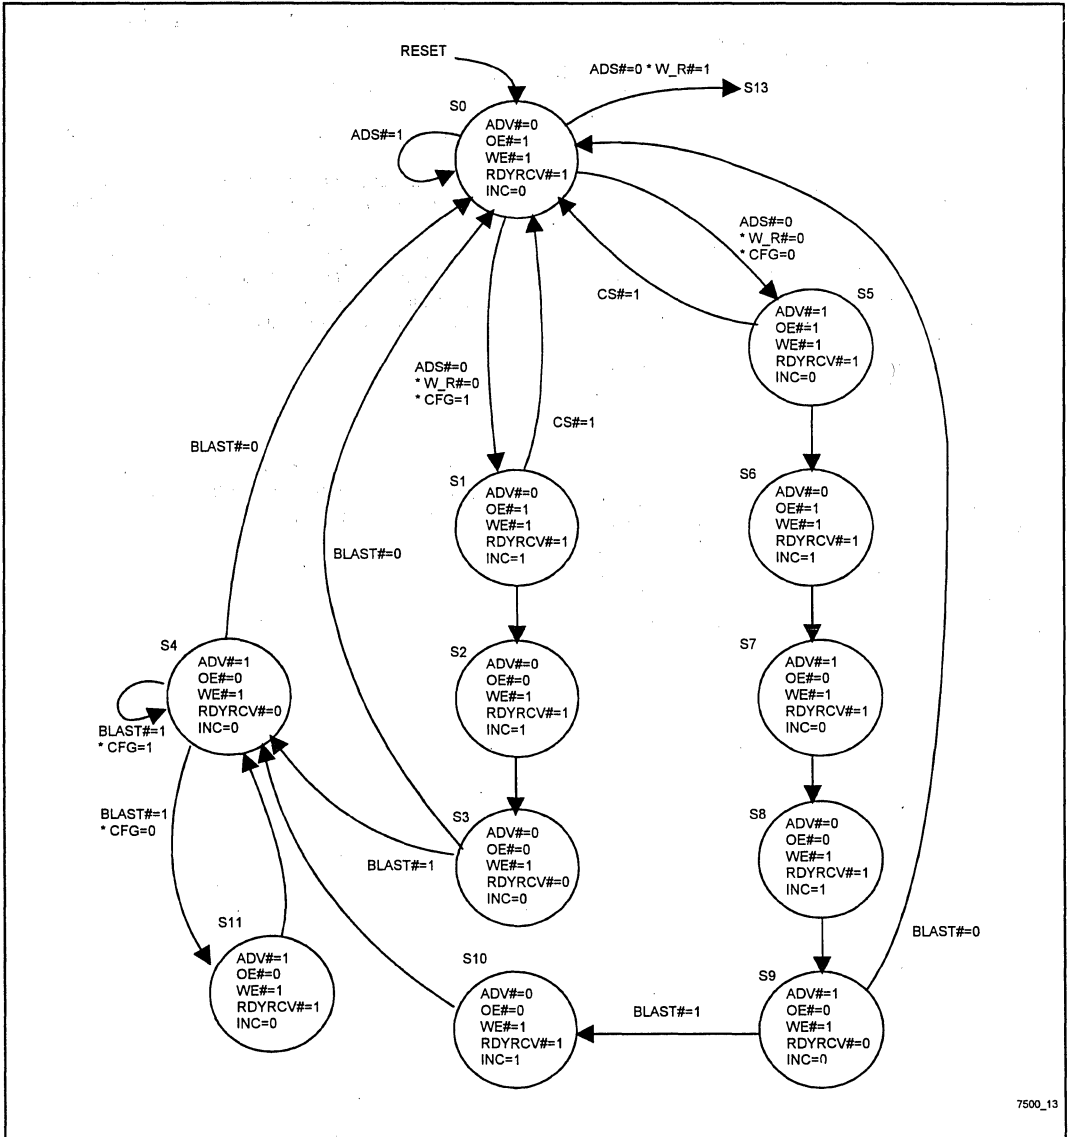 RESET
ADS#=0 * W_R#=1
S13
S0
ADS#=1
ADV#=0
OE#=1
WE#=1
RDYRCV#=1
INC=0
ADS#=0
* W_R#=0
* CFG=0
CS#=1
S5
ADV#=1
OE#=1
WE#=1
RDYRCV#=1
INC=0
ADS#=0
* W_R#=0
* CFG=1
CS#=1
BLAST#=0
S1
ADV#=0
OE#=1
WE#=1
RDYRCV#=1
INC=1
S6
ADV#=0
OE#=1
WE#=1
RDYRCV#=1
INC=1
BLAST#=0
S4
ADV#=1
OE#=0
WE#=1
RDYRCV#=0
INC=0
BLAST#=1
* CFG=1
S2
ADV#=0
OE#=0
WE#=1
RDYRCV#=1
INC=1
S7
ADV#=1
OE#=0
WE#=1
RDYRCV#=1
INC=0
BLAST#=1
* CFG=0
S3
ADV#=0
OE#=0
WE#=1
RDYRCV#=0
INC=0
BLAST#=1
S8
ADV#=0
OE#=0
WE#=1
RDYRCV#=1
INC=1
BLAST#=0
S11
ADV#=1
OE#=0
WE#=1
RDYRCV#=1
INC=0
S10
ADV#=0
OE#=0
WE#=1
RDYRCV#=1
INC=1
BLAST#=1
S9
ADV#=1
OE#=0
WE#=1
RDYRCV#=0
INC=0
7500_13